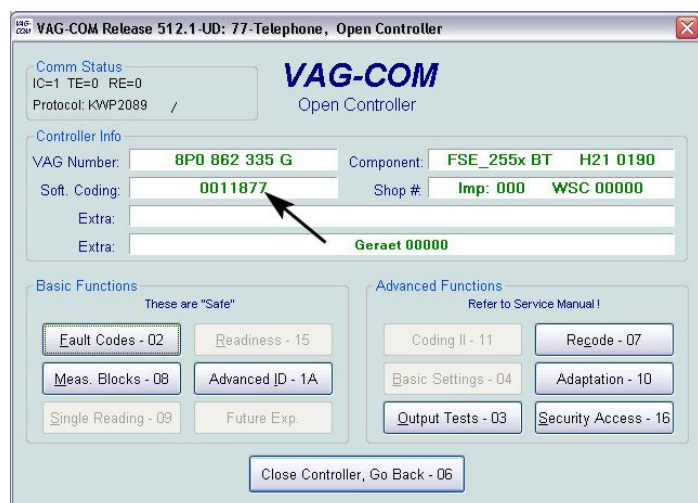 VAG-COM Release 512.1-UD: 77-Telephone, Open Controller
Comm Status
IC=1 TE=0 RE=0
Protocol: KWP2089 /
VAG-COM
Open Controller
Controller Info
VAG Number: 8P0 862 335 G Component: FSE_255x BT H21 0190
Soft. Coding: 0011877 Shop #: Imp: 000 WSC 00000
Extra:
Extra: Geraet 00000
Basic Functions
These are "Safe"
Fault Codes - 02 Readiness - 15
Meas. Blocks - 08 Advanced ID - 1A
Single Reading - 09 Future Exp.
Advanced Functions
Refer to Service Manual !
Coding II - 11 Recode - 07
Basic Settings - 04 Adaptation - 10
Output Tests - 03 Security Access - 16
Close Controller, Go Back - 06